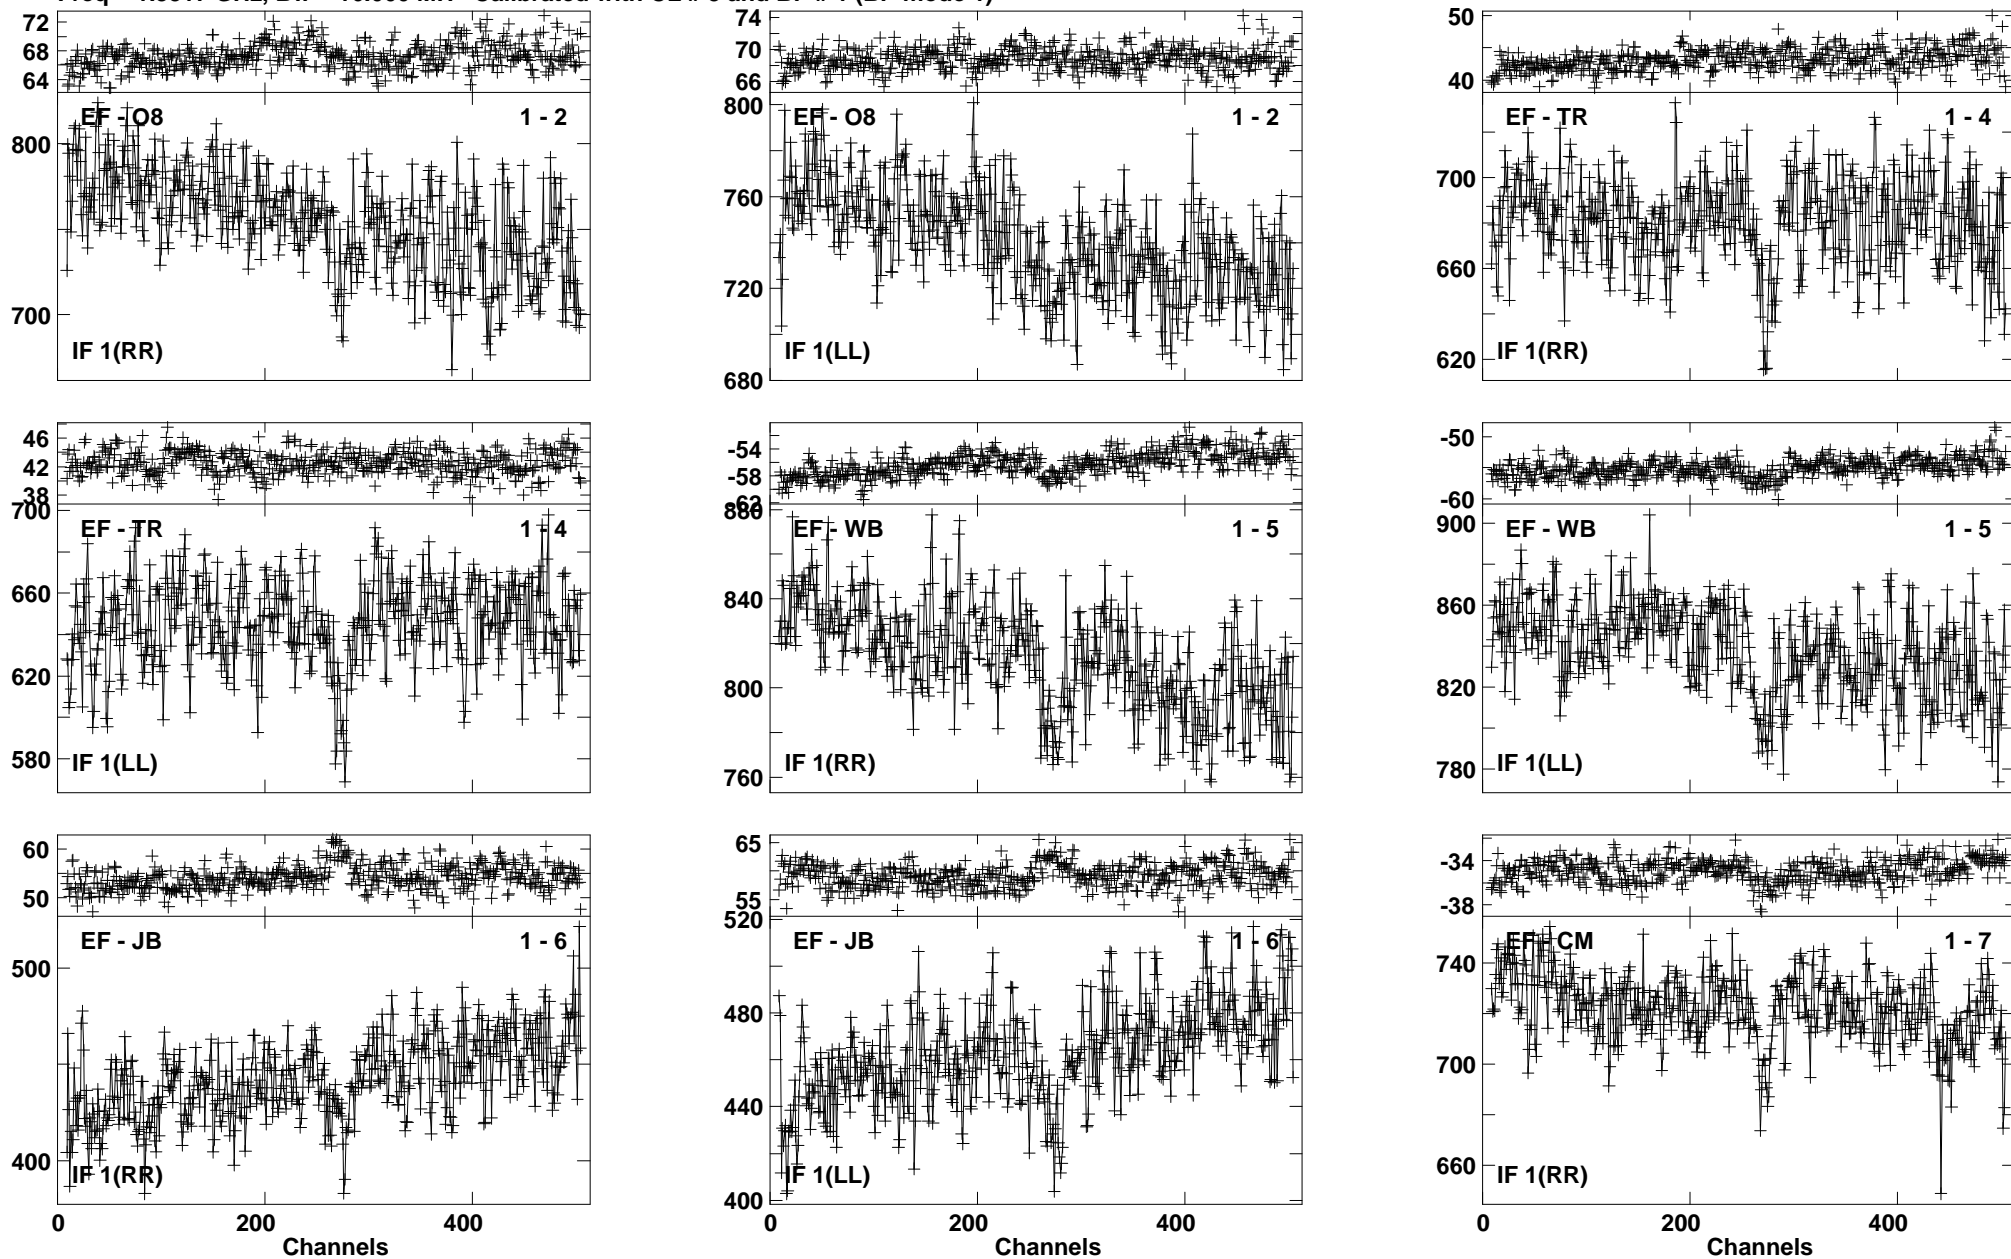 72 68 64
74 70 66
50 40
EF - O8 1 - 2
800
700
IF 1(RR)
EF - O8 1 - 2
800
760
720
680
IF 1(LL)
EF - TR 1 - 4
700
660
620
IF 1(RR)
46 42 38
-54 -58 -62
-50 -60
EF - TR 1 - 4
700
660
620
580
IF 1(LL)
EF - WB 1 - 5
880
840
800
760
IF 1(RR)
EF - WB 1 - 5
900
860
820
780
IF 1(LL)
60 50
65 55
-34 -38
EF - JB 1 - 6
500
400
IF 1(RR)
EF - JB 1 - 6
520
480
440
400
IF 1(LL)
EF - CM 1 - 7
740
700
660
IF 1(RR)
0 200 400
0 200 400
0 200 400
Channels
Channels